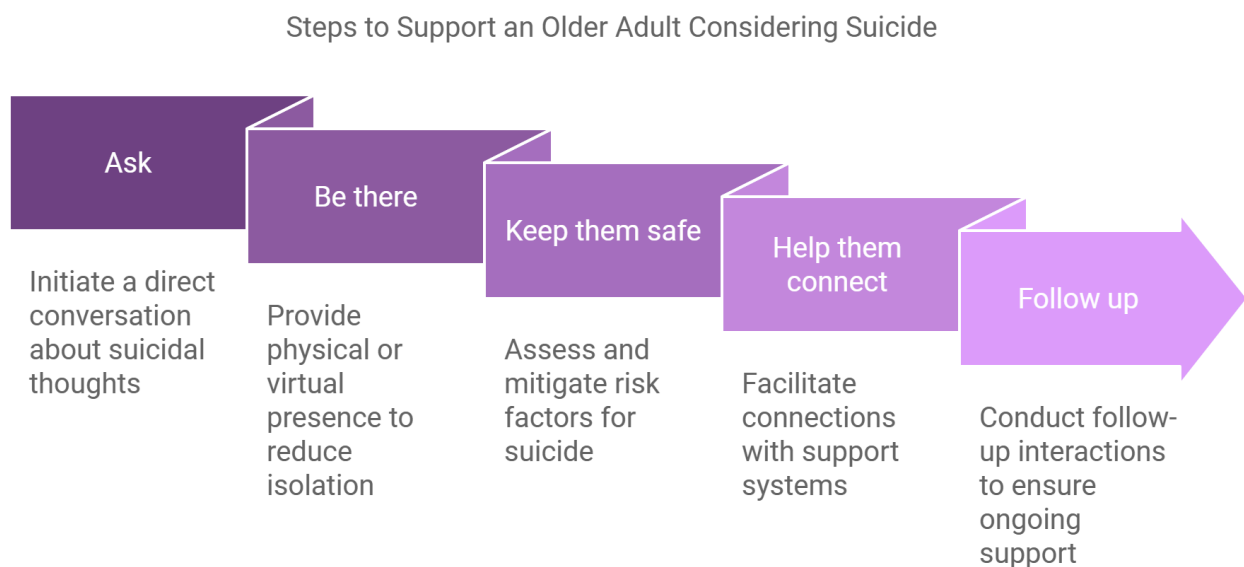 Steps to Support an Older Adult Considering Suicide
Ask
Initiate a direct
conversation
about suicidal
thoughts
Be there
Provide
physical or
virtual
presence to
reduce
isolation
Keep them safe
Assess and
mitigate risk
factors for
suicide
Help them
connect
Facilitate
connections
with support
systems
Follow up
Conduct follow-
up interactions
to ensure
ongoing
support